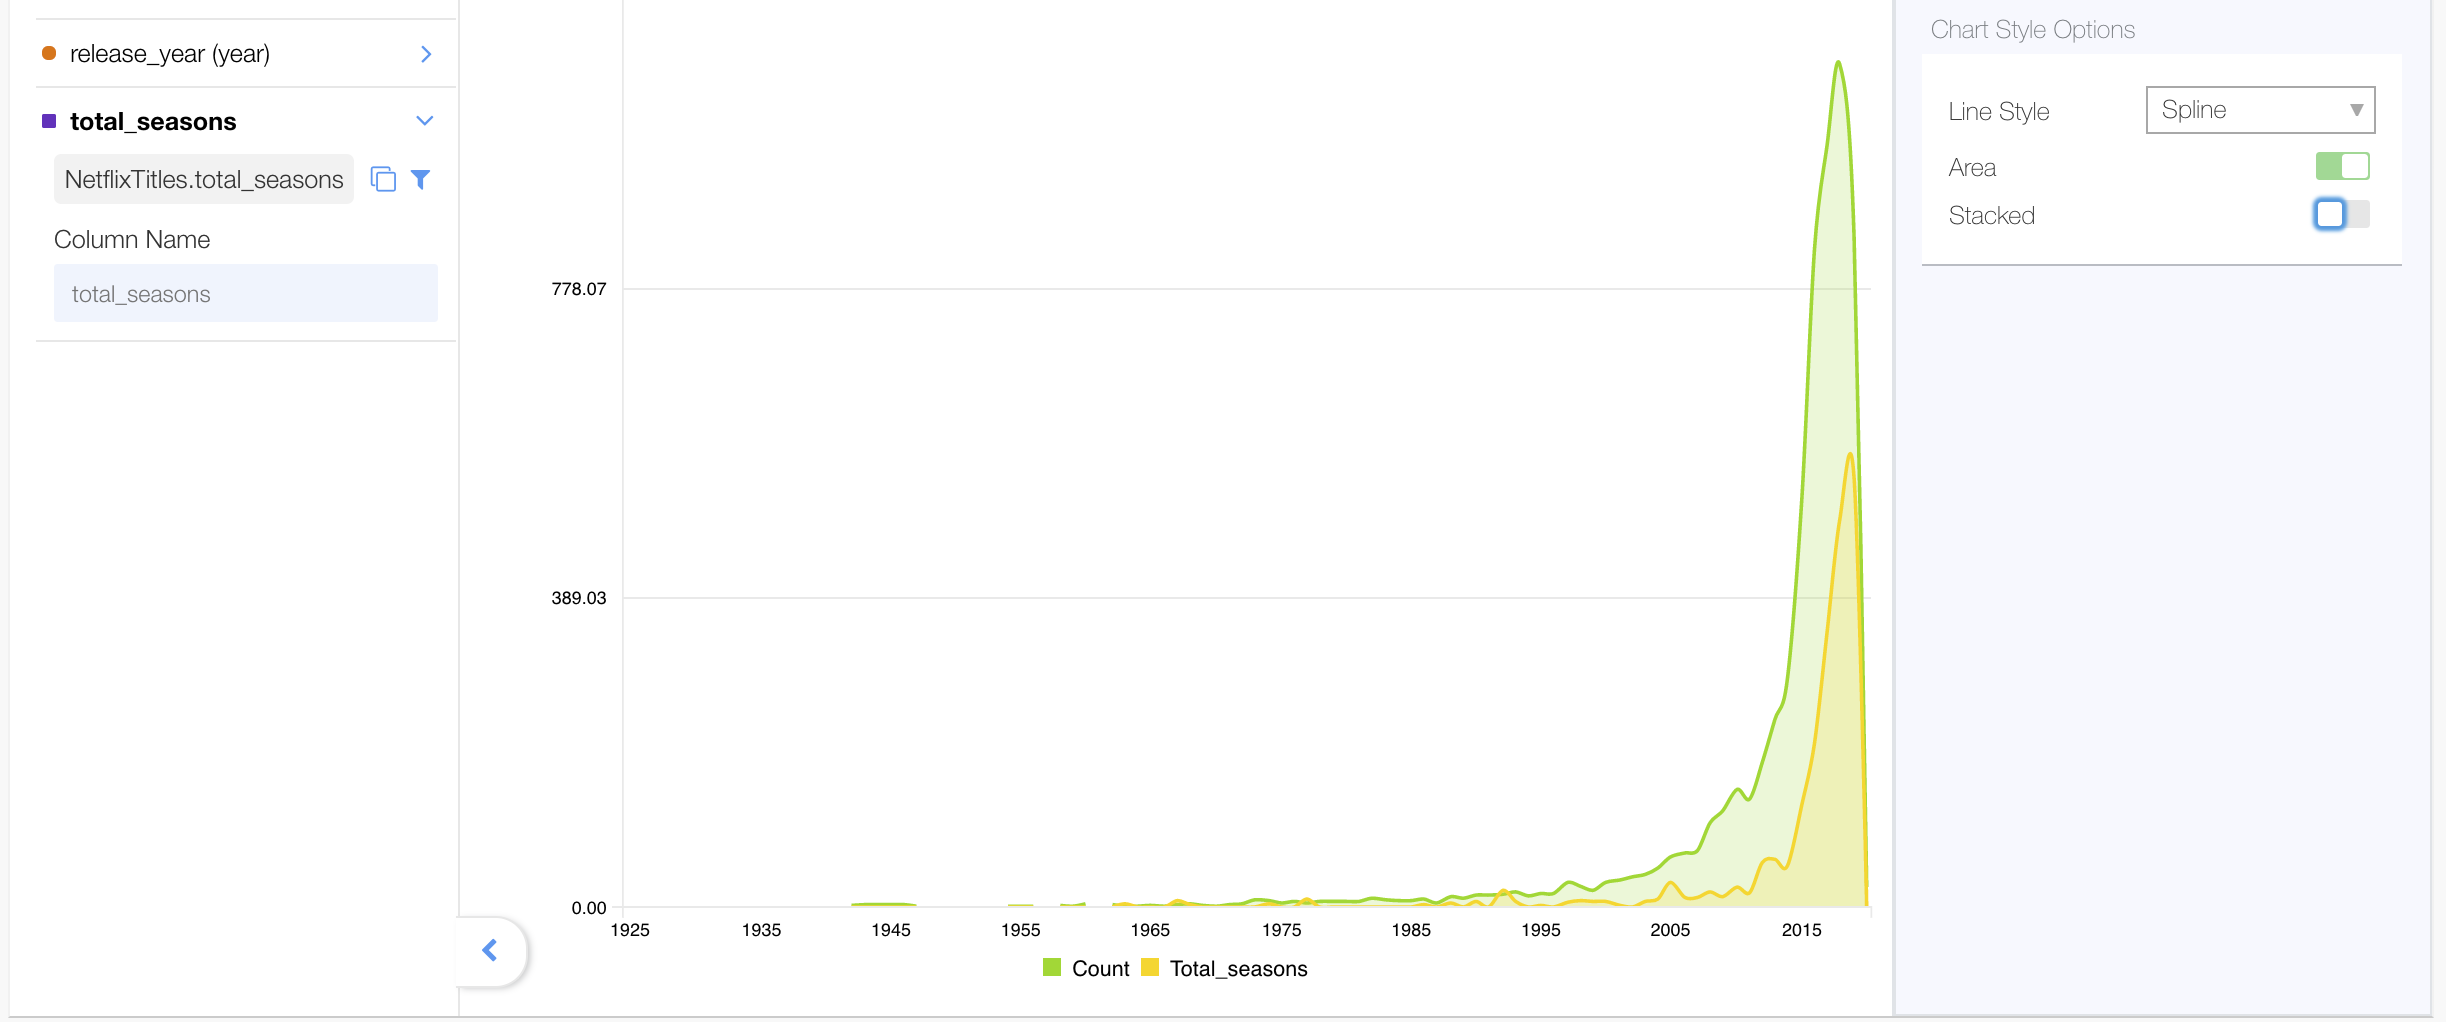 release_year (year)
total_seasons
NetflixTitles.total_seasons
Column Name
total_seasons
778.07
389.03
0.00
1925 1935 1945 1955 1965 1975 1985 1995 2005 2015
Count Total_seasons
Chart Style Options
Line Style Spline
Area
Stacked